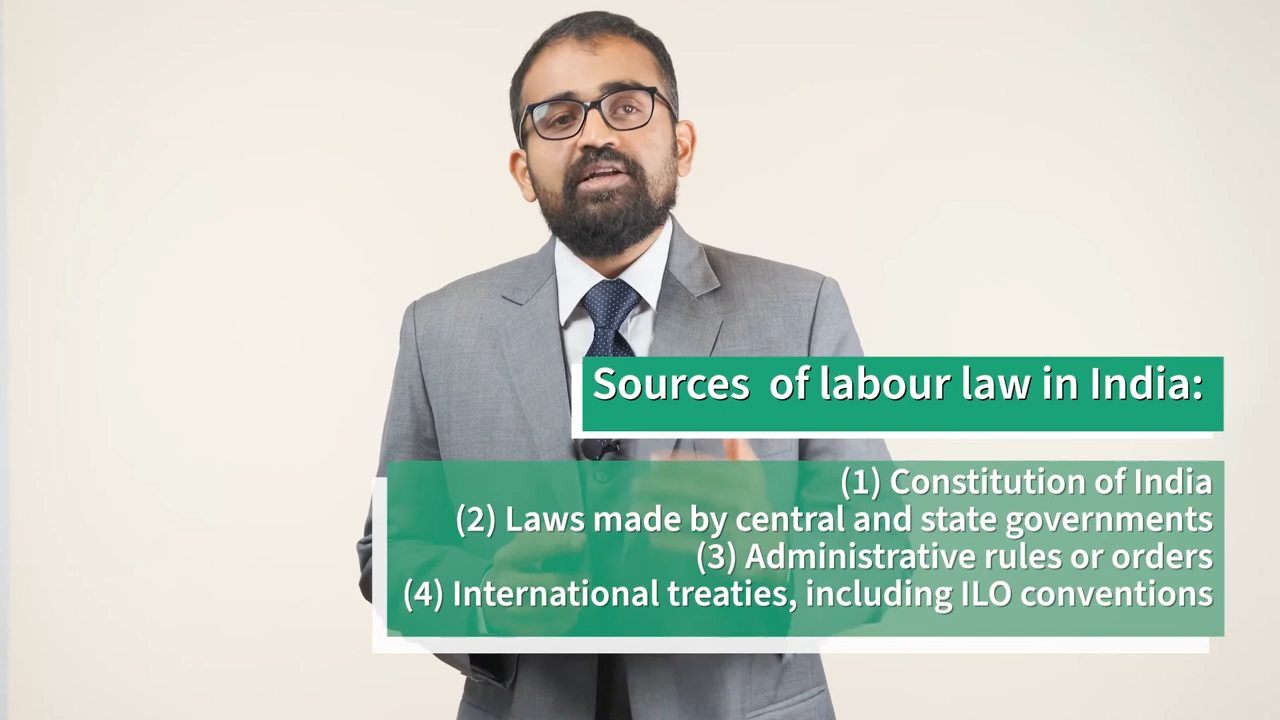 Sources  of labour law in India:
(1) Constitution of India
(2) Laws made by central and state governments
(3) Administrative rules or orders
(4) International treaties, including ILO conventions